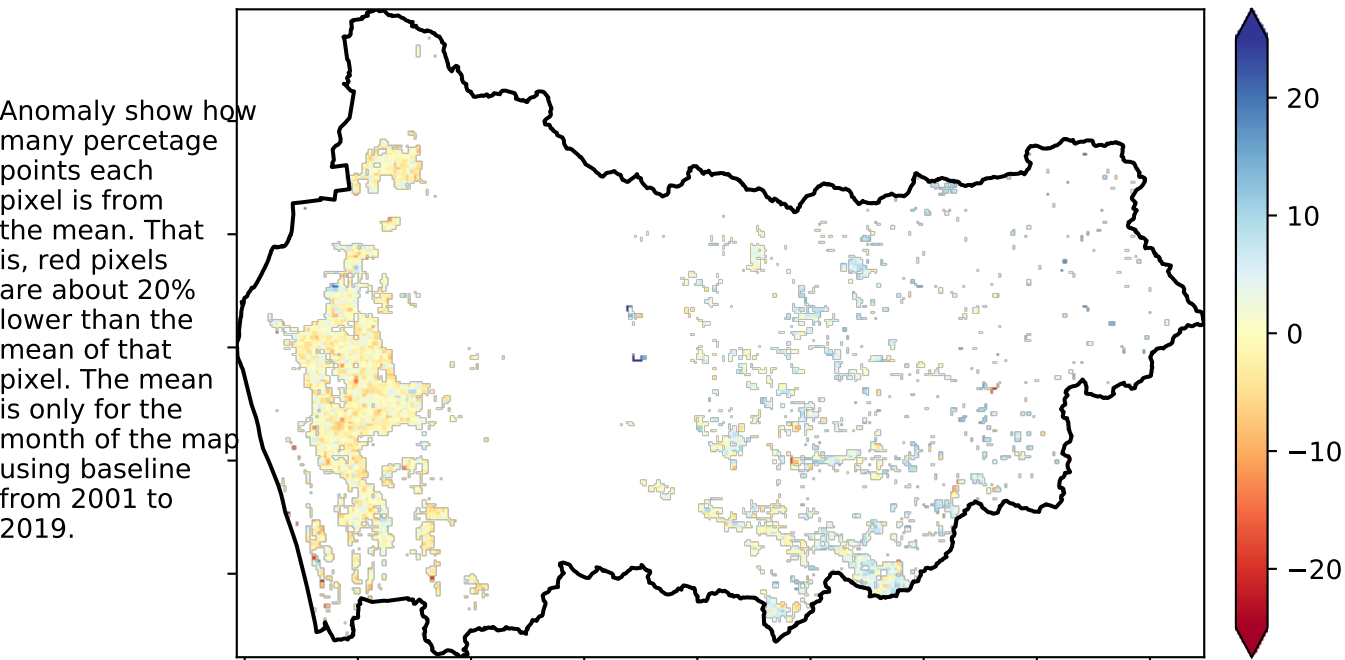 Anomaly show how
many percetage
points each
pixel is from
the mean. That
is, red pixels
are about 20%
lower than the
mean of that
pixel. The mean
is only for the
month of the map
using baseline
from 2001 to
2019.
20
10
0
−10
−20